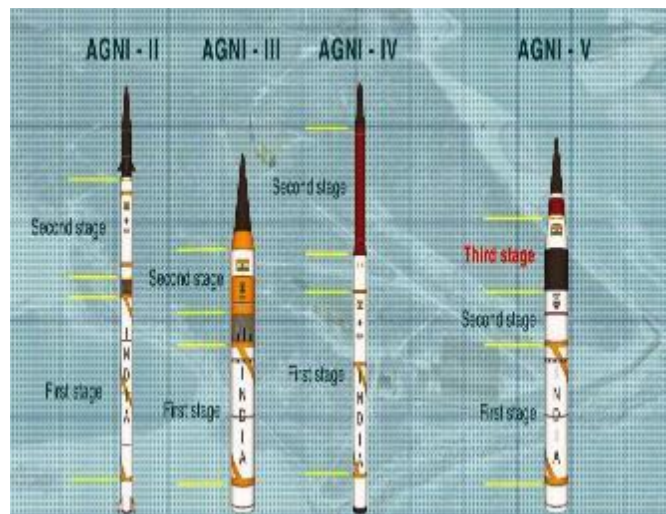 AGNI - II
AGNI - III
AGNI - IV
AGNI - V
Second stage
First stage
INDIA
Second stage
First stage
INDIA
Second stage
First stage
INDIA
Third stage
Second stage
First stage
INDIA